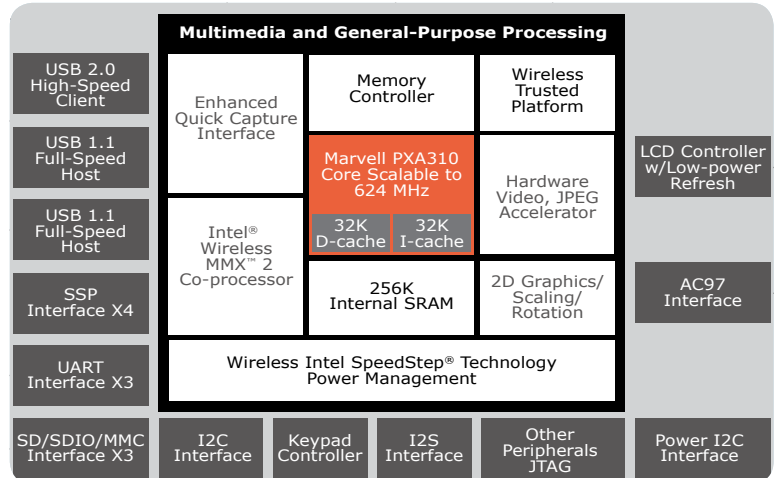 Multimedia and General-Purpose Processing
USB 2.0
High-Speed
Client
USB 1.1
Full-Speed
Host
USB 1.1
Full-Speed
Host
SSP
Interface X4
UART
Interface X3
SD/SDIO/MMC
Interface X3
Enhanced
Quick Capture
Interface
Intel®
Wireless
MMX™ 2
Co-processor
Memory
Controller
Marvell PXA310
Core Scalable to
624 MHz
32K
D-cache
32K
I-cache
256K
Internal SRAM
Wireless
Trusted
Platform
Hardware
Video, JPEG
Accelerator
2D Graphics/
Scaling/
Rotation
Wireless Intel SpeedStep® Technology
Power Management
LCD Controller
w/Low-power
Refresh
AC97
Interface
I2C
Interface
Keypad
Controller
I2S
Interface
Other
Peripherals
JTAG
Power I2C
Interface